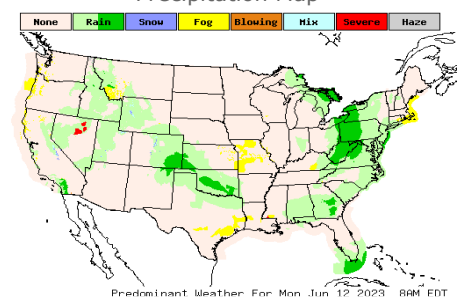 Precipitation Map
None Rain Snow Fog Blowing Mix Severe Haze
Predominant Weather For Mon Jun 12 2023 8AM EDT